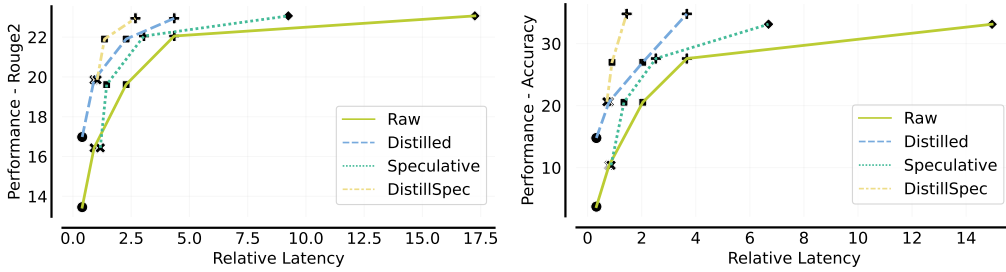 Performance - Rouge2
22
20
18
16
14
Raw
Distilled
Speculative
DistillSpec
0.0 2.5 5.0 7.5 10.0 12.5 15.0 17.5
Relative Latency
Performance - Accuracy
30
20
10
Raw
Distilled
Speculative
DistillSpec
0 2 4 6 8 10 12 14
Relative Latency